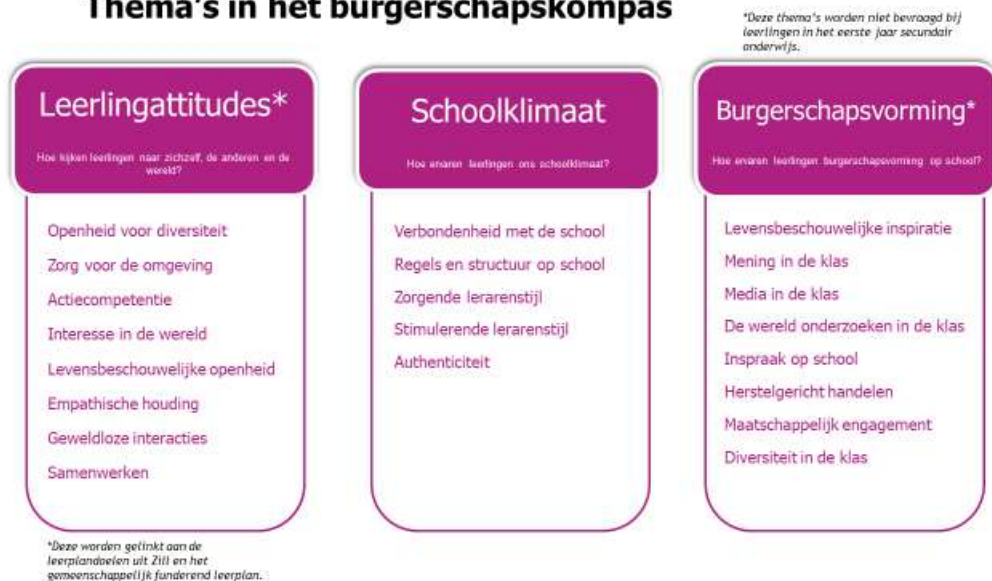 Thema's in het burgerschapskompas
*Deze thema's worden niet bevraagd bij
leerlingen in het eerste jaar secundair
onderwijs.
Leerlingattitudes*
Hoe kijken leerlingen naar zichzelf, de anderen en de
wereld?
Openheid voor diversiteit
Zorg voor de omgeving
Actiecompetentie
Interesse in de wereld
Levensbeschouwelijke openheid
Empathische houding
Geweldloze interacties
Samenwerken
*Deze worden gelinkt aan de
leerplandoelen uit Zill en het
gemeenschappelijk funderend leerplan.
Schoolklimaat
Hoe ervaren leerlingen ons schoolklimaat?
Verbondenheid met de school
Regels en structuur op school
Zorgende lerarenstijl
Stimulerende lerarenstijl
Authenticiteit
Burgerschapsvorming*
Hoe ervaren leerlingen burgerschapsvorming op school?
Levensbeschouwelijke inspiratie
Mening in de klas
Media in de klas
De wereld onderzoeken in de klas
Inspraak op school
Herstelgericht handelen
Maatschappelijk engagement
Diversiteit in de klas